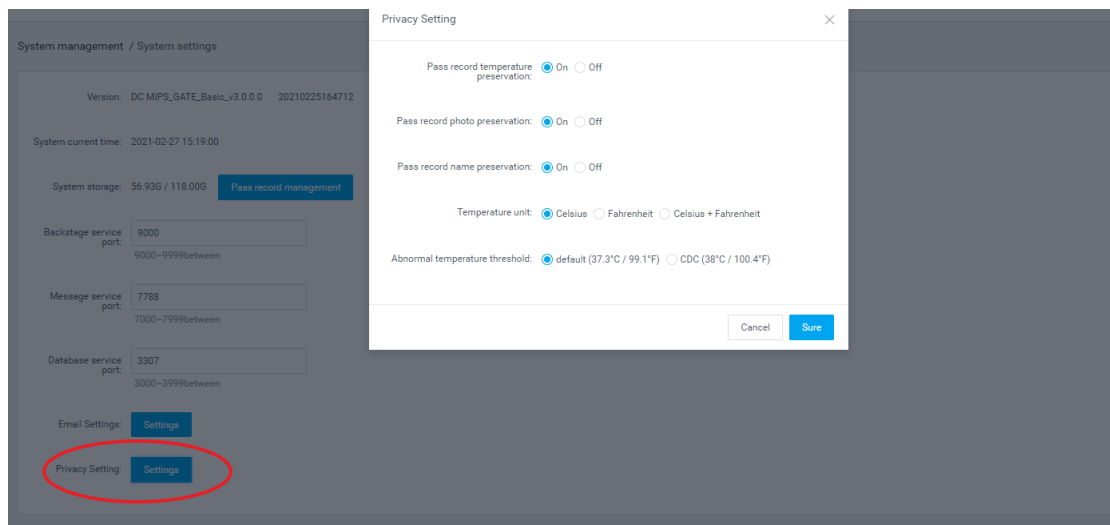 System management / System settings
Version: DC MIPS_GATE_Basic_v3.0.0.0 20210225164712
System current time: 2021-02-27 15:19:00
System storage: 56.93G / 118.00G Pass record management
Backstage service
port:
9000
9000~9999between
Message service
port:
7788
7000~7999between
Database service
port:
3307
3000~3999between
Email Settings: Settings
Privacy Setting: Settings
Privacy Setting
Pass record temperature
preservation:
On Off
Pass record photo preservation: On Off
Pass record name preservation: On Off
Temperature unit: Celsius Fahrenheit Celsius + Fahrenheit
Abnormal temperature threshold: default (37.3°C / 99.1°F) CDC (38°C / 100.4°F)
Cancel Sure